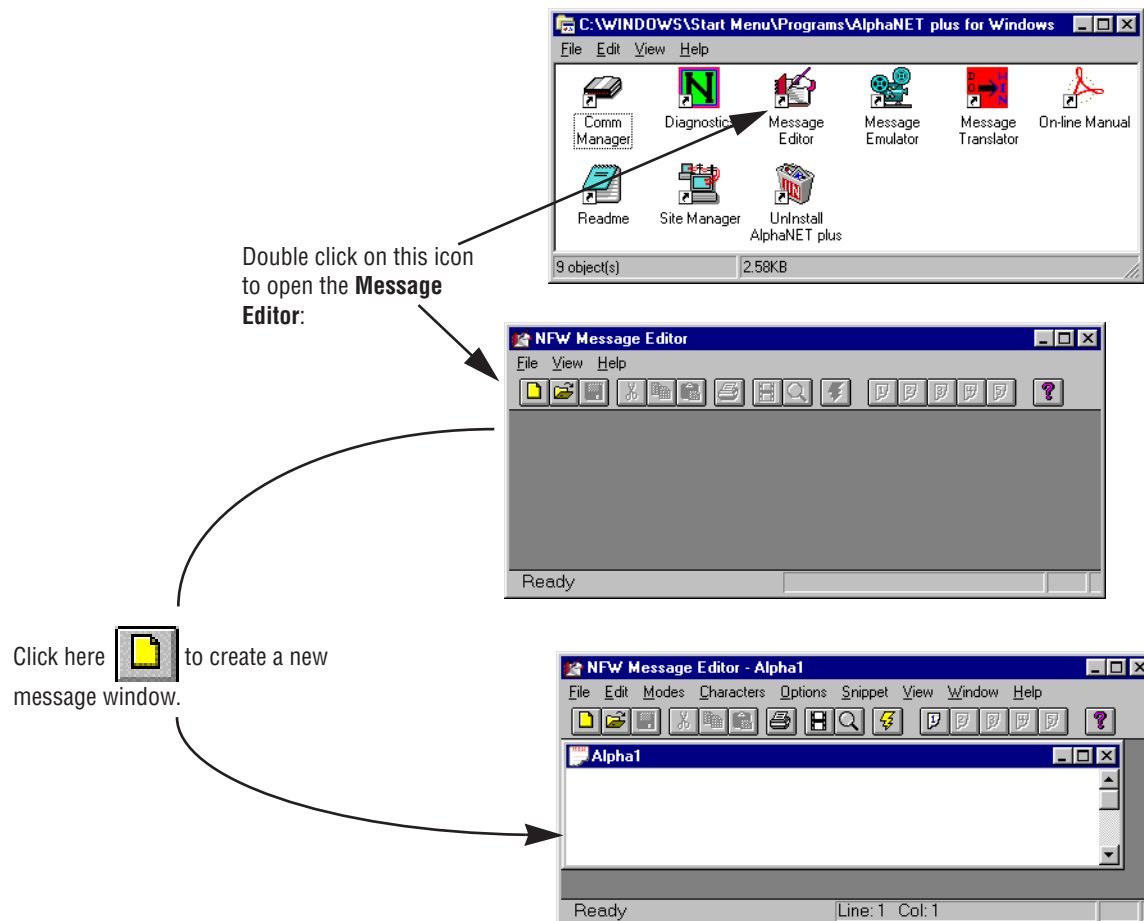 C:\WINDOWS\Start Menu\Programs\AlphaNET plus for Windows
File Edit View Help
Comm Manager
Diagnostics
Message Editor
Message Emulator
Message Translator
On-line Manual
Readme
Site Manager
UnInstall AlphaNET plus
9 object(s) 2.58KB
Double click on this icon
to open the Message
Editor:
NFW Message Editor
File View Help
Ready
Click here to create a new
message window.
NFW Message Editor - Alpha1
File Edit Modes Characters Options Snippet View Window Help
Alpha1
Ready Line: 1 Col: 1